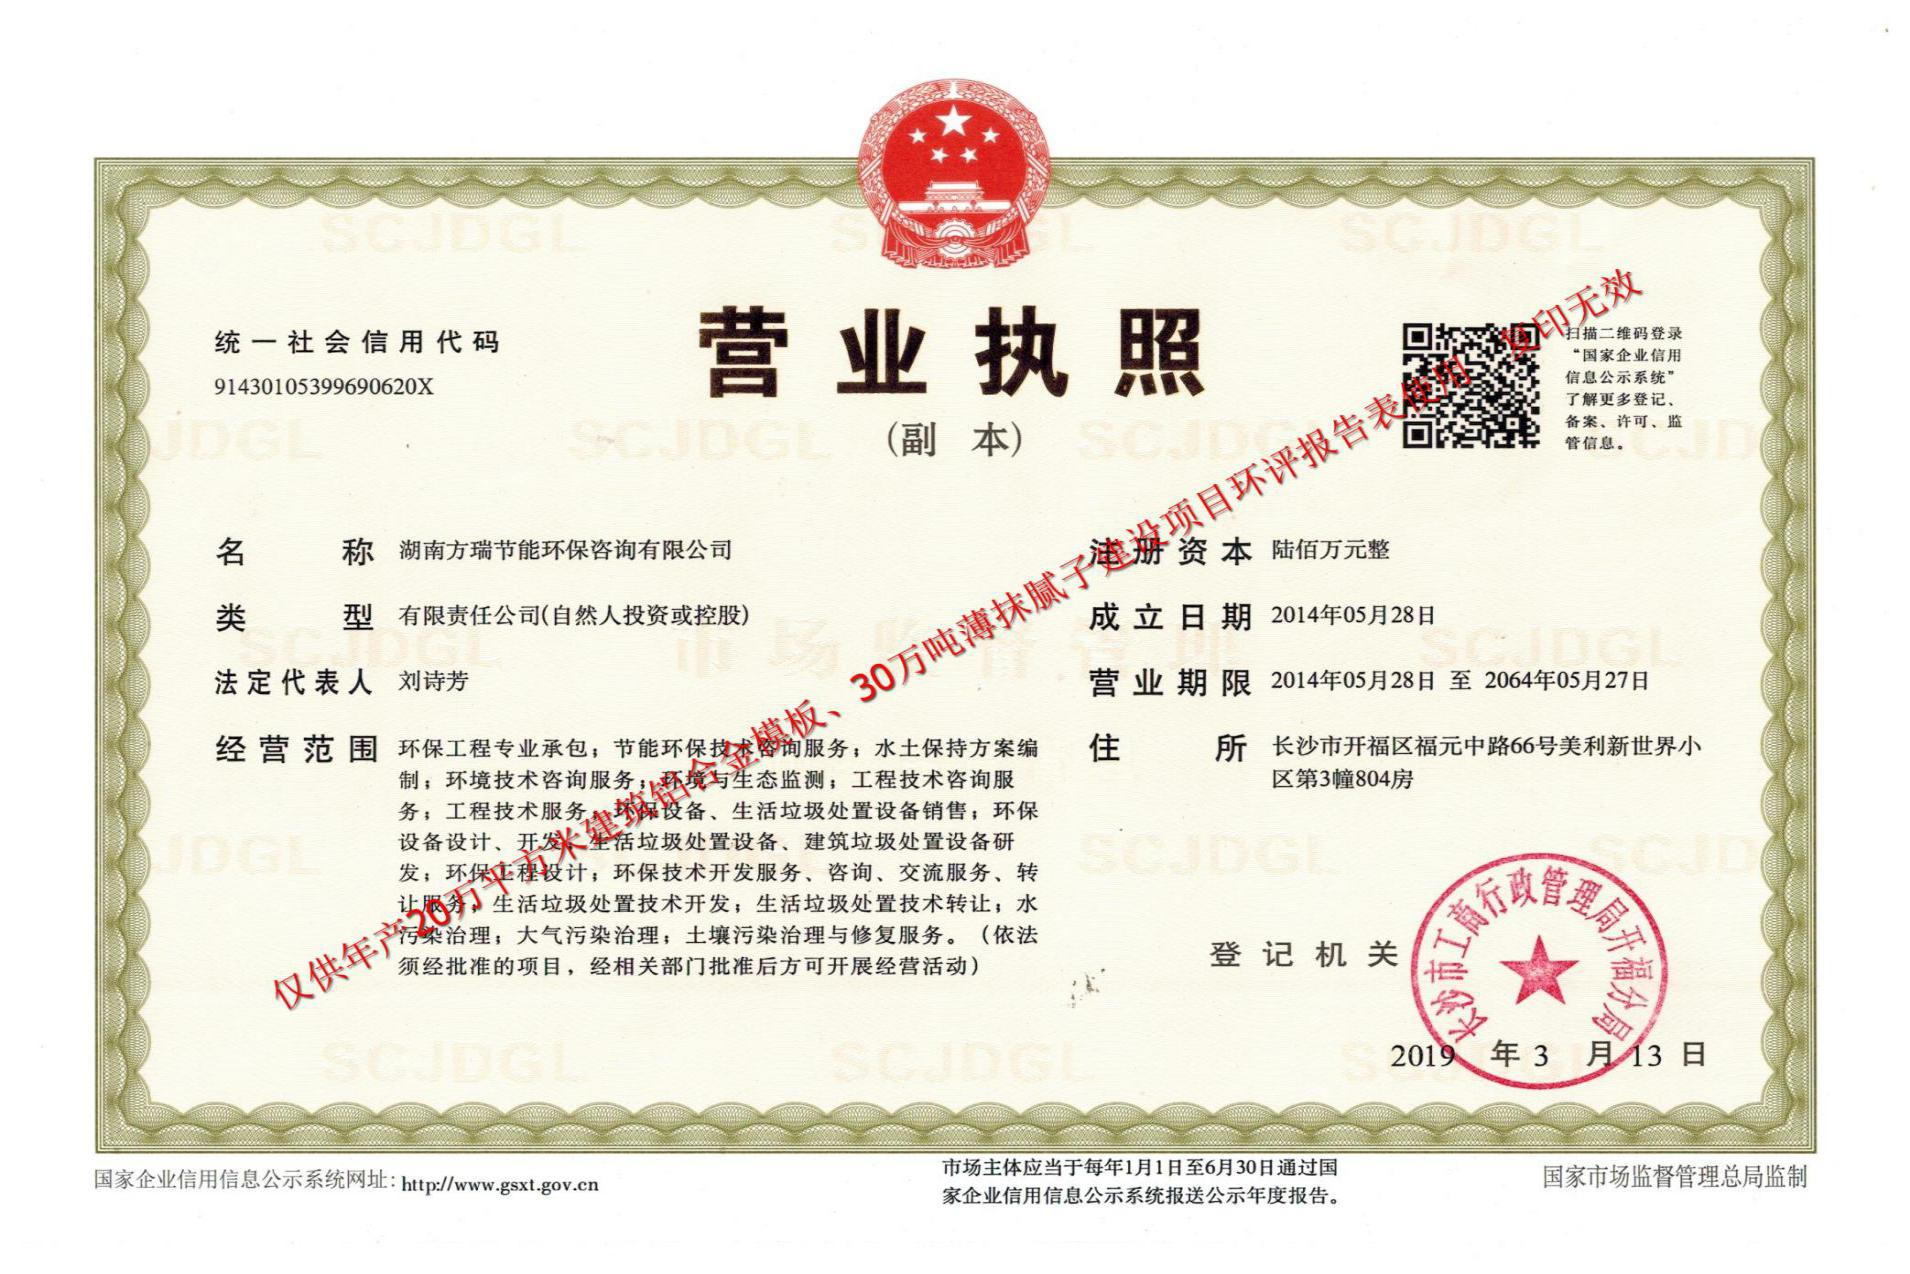 统一社会信用代码
91430105399690620X
营业执照
(副 本)
扫描二维码登录
“国家企业信用
信息公示系统”
了解更多登记、
备案、许可、监
管信息。
名 称 湖南方瑞节能环保咨询有限公司
类 型 有限责任公司(自然人投资或控股)
法定代表人 刘诗芳
经营范围 环保工程专业承包；节能环保技术咨询服务；水土保持方案编
制；环境技术咨询服务；环境与生态监测；工程技术咨询服
务；工程技术服务；环保设备、生活垃圾处置设备销售；环保
设备设计、开发；生活垃圾处置设备、建筑垃圾处置设备研
发；环保工程设计；环保技术开发服务、咨询、交流服务、转
让服务；生活垃圾处置技术开发；生活垃圾处置技术转让；水
污染治理；大气污染治理；土壤污染治理与修复服务。（依法
须经批准的项目，经相关部门批准后方可开展经营活动）
注册资本 陆佰万元整
成立日期 2014年05月28日
营业期限 2014年05月28日 至 2064年05月27日
住 所 长沙市开福区福元中路66号美利新世界小
区第3幢804房
仅供年产20万平方米建筑铝合金模板、30万吨薄抹腻子建设项目环评报告表使用 复印无效
登记机关
长沙市工商行政管理局开福分局
2019 年 3 月 13 日
国家企业信用信息公示系统网址：http://www.gsxt.gov.cn
市场主体应当于每年1月1日至6月30日通过国
家企业信用信息公示系统报送公示年度报告。
国家市场监督管理总局监制